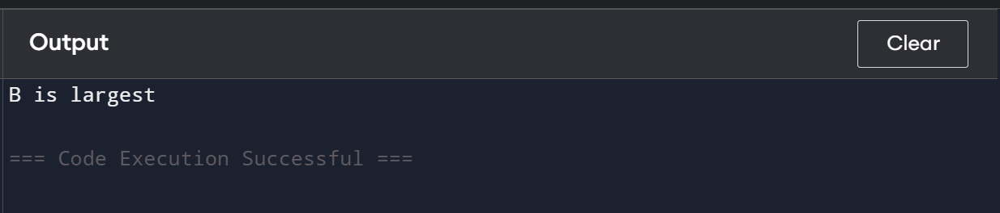 Output
Clear
B is largest
=== Code Execution Successful ===